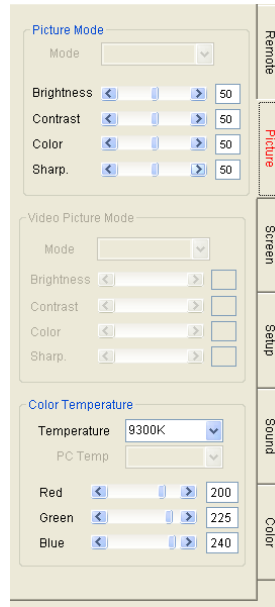 Picture Mode
Mode
Brightness 50
Contrast 50
Color 50
Sharp. 50
Video Picture Mode
Mode
Brightness
Contrast
Color
Sharp.
Color Temperature
Temperature 9300K
PC Temp
Red 200
Green 225
Blue 240
Remote
Picture
Screen
Setup
Sound
Color